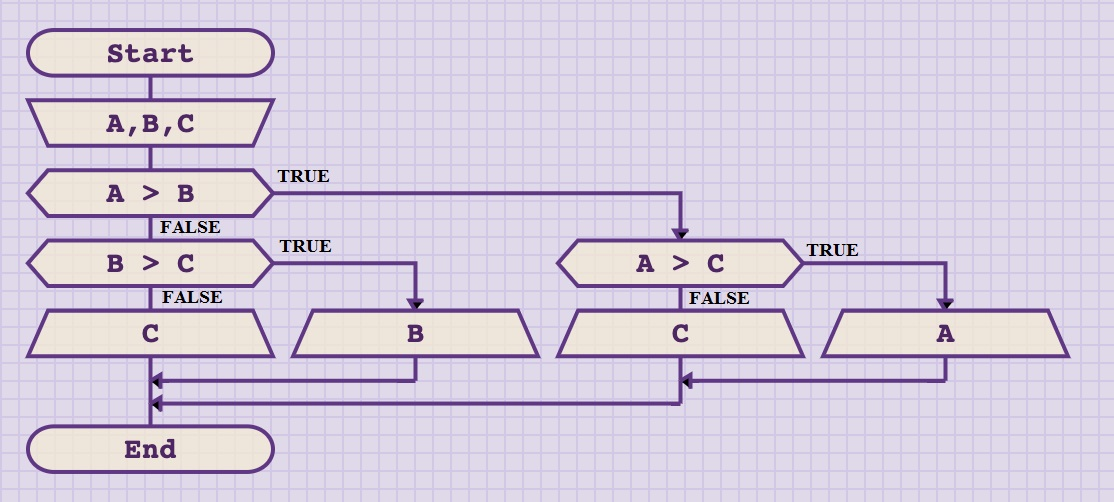 Start
A,B,C
A > B
TRUE
FALSE
B > C
TRUE
A > C
TRUE
FALSE
FALSE
C
B
C
A
End